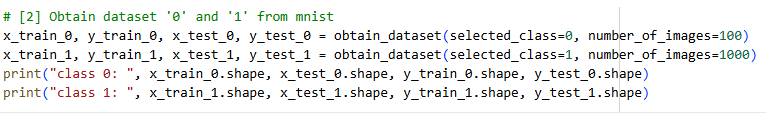 # [2] Obtain dataset '0' and '1' from mnist
x_train_0, y_train_0, x_test_0, y_test_0 = obtain_dataset(selected_class=0, number_of_images=100)
x_train_1, y_train_1, x_test_1, y_test_1 = obtain_dataset(selected_class=1, number_of_images=1000)
print("class 0: ", x_train_0.shape, x_test_0.shape, y_train_0.shape, y_test_0.shape)
print("class 1: ", x_train_1.shape, x_test_1.shape, y_train_1.shape, y_test_1.shape)